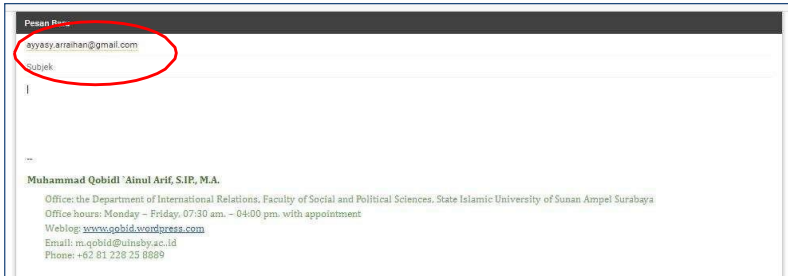 Pesan Baru
ayyasy.arraihan@gmail.com
Subjek
--
Muhammad Qobidl `Ainul Arif, S.IP., M.A.
Office: the Department of International Relations, Faculty of Social and Political Sciences, State Islamic University of Sunan Ampel Surabaya
Office hours: Monday – Friday, 07:30 am. – 04:00 pm. with appointment
Weblog: www.qobid.wordpress.com
Email: m.qobid@uinsby.ac..id
Phone: +62 81 228 25 8889